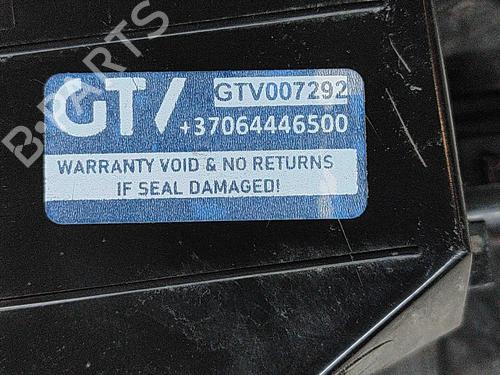 B-PARTS
GTV
GTV007292
+37064446500
WARRANTY VOID & NO RETURNS
IF SEAL DAMAGED!